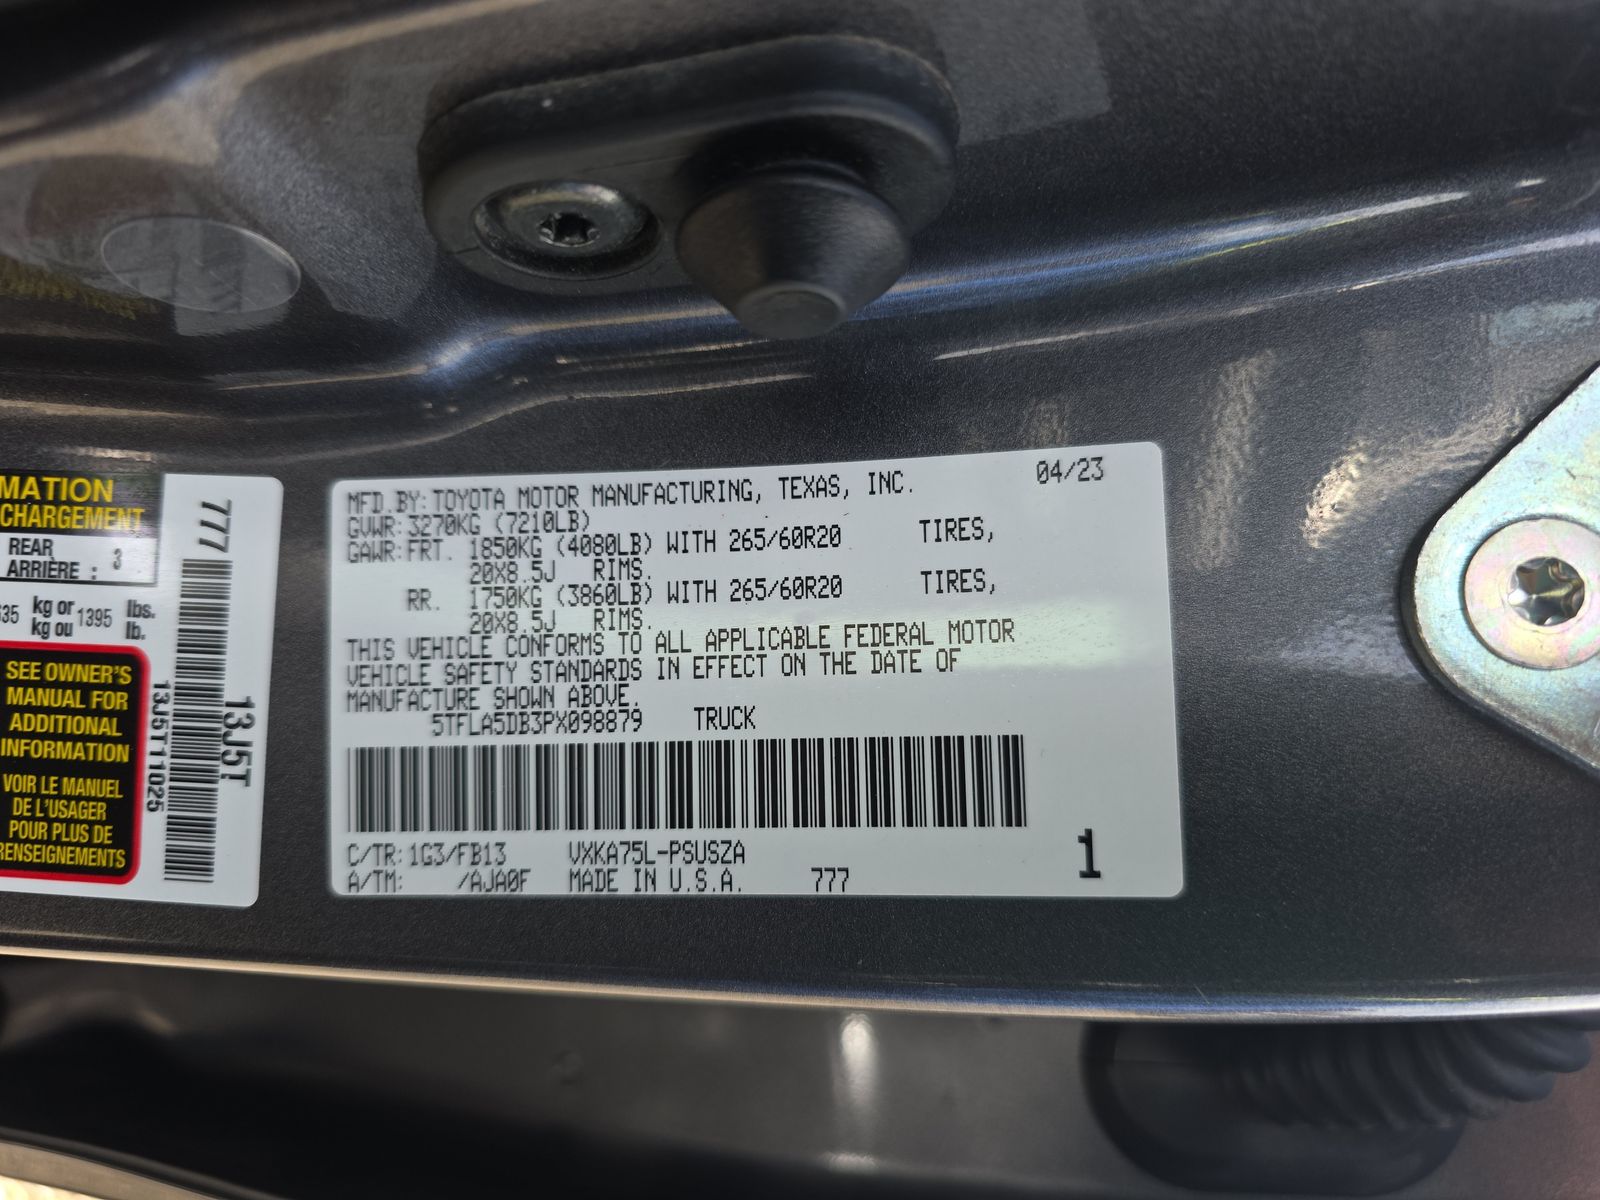 MATION
CHARGEMENT
REAR
ARRIÈRE : 3
635 kg or 1395 lbs.
kg ou lb.
SEE OWNER'S
MANUAL FOR
ADDITIONAL
INFORMATION
VOIR LE MANUEL
DE L'USAGER
POUR PLUS DE
RENSEIGNEMENTS
777
13J5T11025
13J5T
MFD.BY:TOYOTA MOTOR MANUFACTURING, TEXAS, INC. 04/23
GVWR:3270KG (7210LB)
GAWR:FRT. 1850KG (4080LB) WITH 265/60R20 TIRES,
20X8.5J RIMS.
RR. 1750KG (3860LB) WITH 265/60R20 TIRES,
20X8.5J RIMS.
THIS VEHICLE CONFORMS TO ALL APPLICABLE FEDERAL MOTOR
VEHICLE SAFETY STANDARDS IN EFFECT ON THE DATE OF
MANUFACTURE SHOWN ABOVE.
5TFLA5DB3PX098879 TRUCK
C/TR:1G3/FB13 VXKA75L-PSUSZA
A/TM: /AJA0F MADE IN U.S.A. 777
1